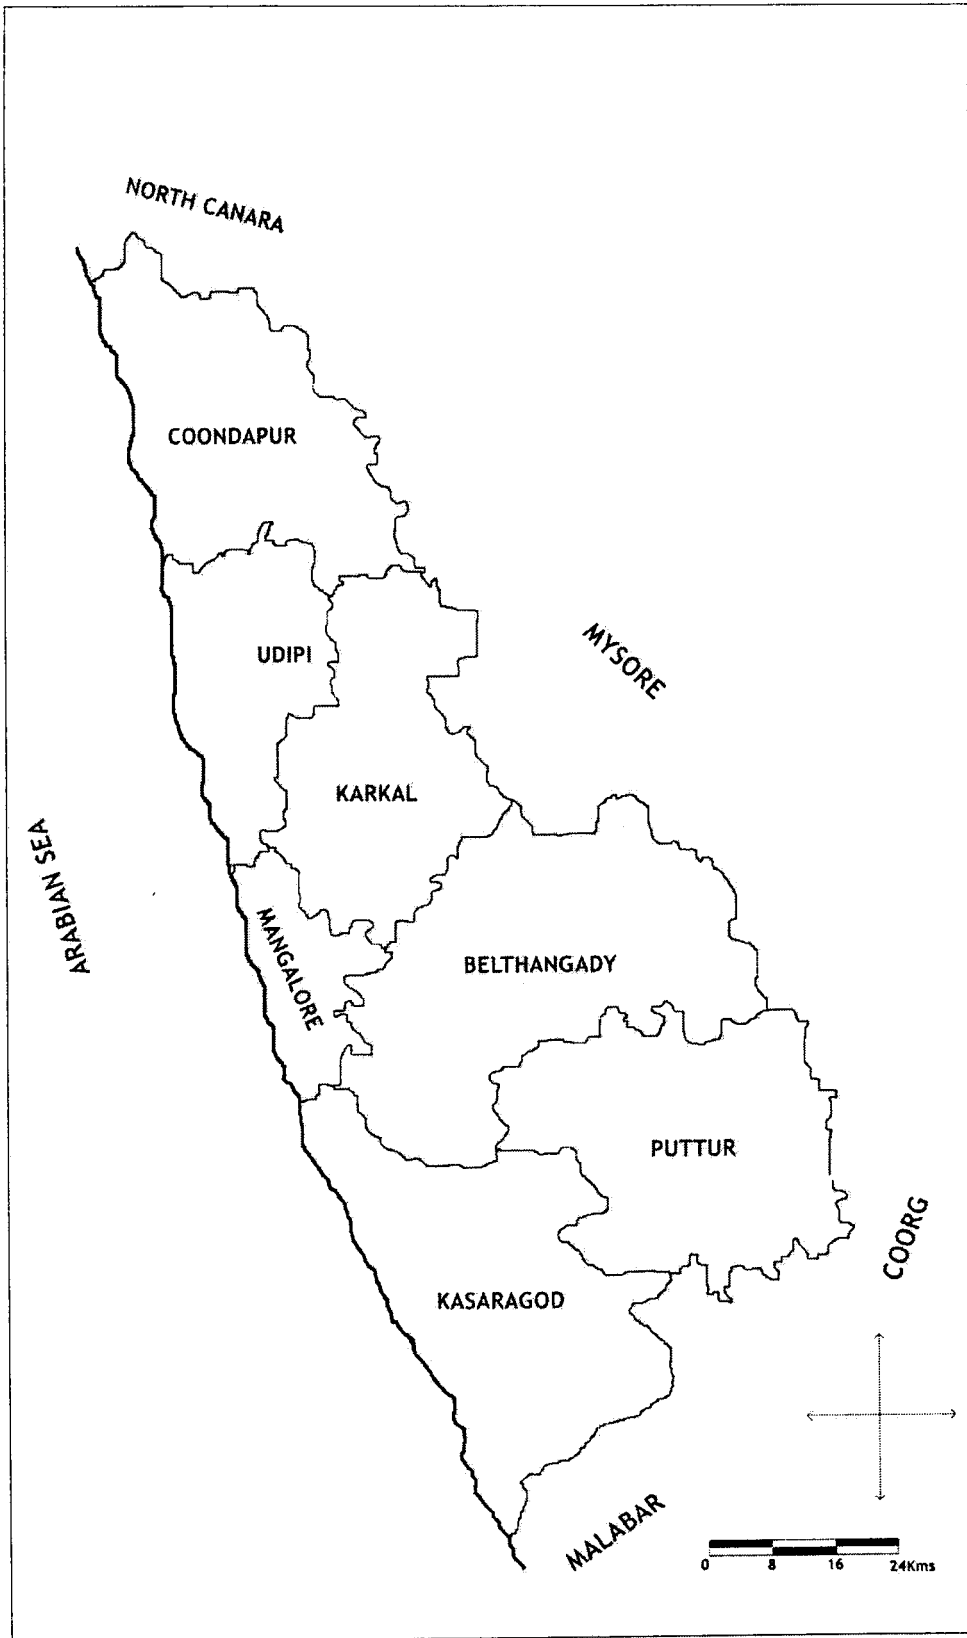 NORTH CANARA
COONDAPUR
UDIPI
MYSORE
KARKAL
ARABIAN SEA
MANGALORE
BELTHANGADY
PUTTUR
COORG
KASARAGOD
MALABAR
0 8 16 24Kms